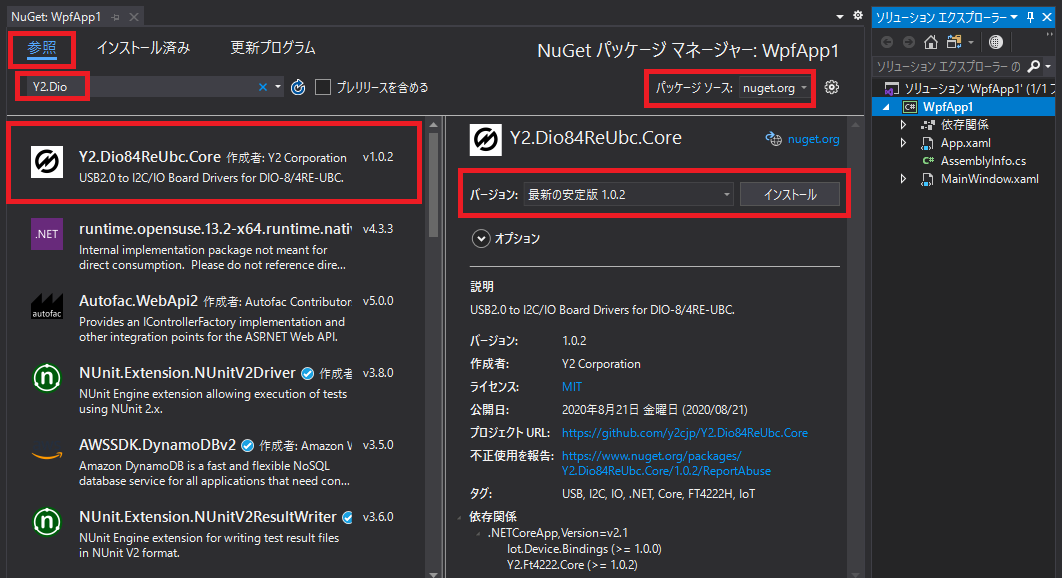 NuGet: WpfApp1
参照
インストール済み
更新プログラム
NuGet パッケージ マネージャー: WpfApp1
Y2.Dio
プレリリースを含める
パッケージ ソース: nuget.org
Y2.Dio84ReUbc.Core 作成者: Y2 Corporation v1.0.2
USB2.0 to I2C/IO Board Drivers for DIO-8/4RE-UBC.
.NET
runtime.opensuse.13.2-x64.runtime.nativ v4.3.3
Internal implementation package not meant for
direct consumption. Please do not reference dire...
autofac
Autofac.WebApi2 作成者: Autofac Contributor v5.0.0
Provides an IControllerFactory implementation and
other integration points for the ASP.NET Web API.
n
NUnit.Extension.NUnitV2Driver 作成者 v3.8.0
NUnit Engine extension allowing execution of tests
using NUnit 2.x.
AWSSDK.DynamoDBv2 作成者: Amazon W v3.5.0
Amazon DynamoDB is a fast and flexible NoSQL
database service for all applications that need con...
n
NUnit.Extension.NUnitV2ResultWriter v3.6.0
NUnit Engine extension for writing test result files
in NUnit V2 format.
Y2.Dio84ReUbc.Core
nuget.org
バージョン: 最新の安定版 1.0.2 インストール
オプション
説明
USB2.0 to I2C/IO Board Drivers for DIO-8/4RE-UBC.
バージョン: 1.0.2
作成者: Y2 Corporation
ライセンス: MIT
公開日: 2020年8月21日 金曜日 (2020/08/21)
プロジェクト URL: https://github.com/y2cjp/Y2.Dio84ReUbc.Core
不正使用を報告: https://www.nuget.org/packages/
Y2.Dio84ReUbc.Core/1.0.2/ReportAbuse
タグ: USB, I2C, IO, .NET, Core, FT4222H, IoT
依存関係
.NETCoreApp,Version=v2.1
Iot.Device.Bindings (>= 1.0.0)
Y2.Ft4222.Core (>= 1.0.2)
ソリューション エクスプローラー
ソリューション エクスプローラー の
ソリューション 'WpfApp1' (1/1 フ
C# WpfApp1
依存関係
App.xaml
C# AssemblyInfo.cs
MainWindow.xaml